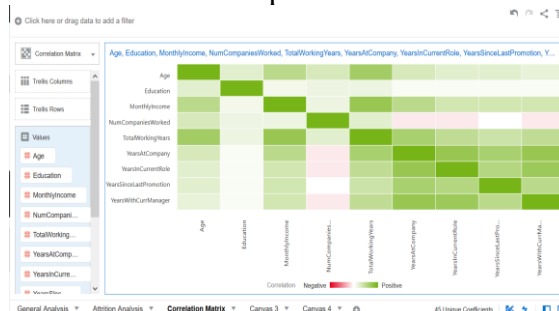 Click here or drag data to add a filter
Correlation Matrix
Age, Education, MonthlyIncome, NumCompaniesWorked, TotalWorkingYears, YearsAtCompany, YearsInCurrentRole, YearsSinceLastPromotion, Y...
Trellis Columns
Trellis Rows
Values
Age
Education
MonthlyIncome
NumCompani...
TotalWorking...
YearsAtComp...
YearsInCurre...
Age
Education
MonthlyIncome
NumCompaniesWorked
TotalWorkingYears
YearsAtCompany
YearsInCurrentRole
YearsSinceLastPromotion
YearsWithCurrManager
Age
Education
MonthlyIncome
NumCompanies...
TotalWorkingYears
YearsAtCompany
YearsInCurrentRole
YearsSinceLastPro...
YearsWithCurrMa...
Correlation Negative Positive
General Analysis
Attrition Analysis
Correlation Matrix
Canvas 3
Canvas 4
45 Unique Coefficients